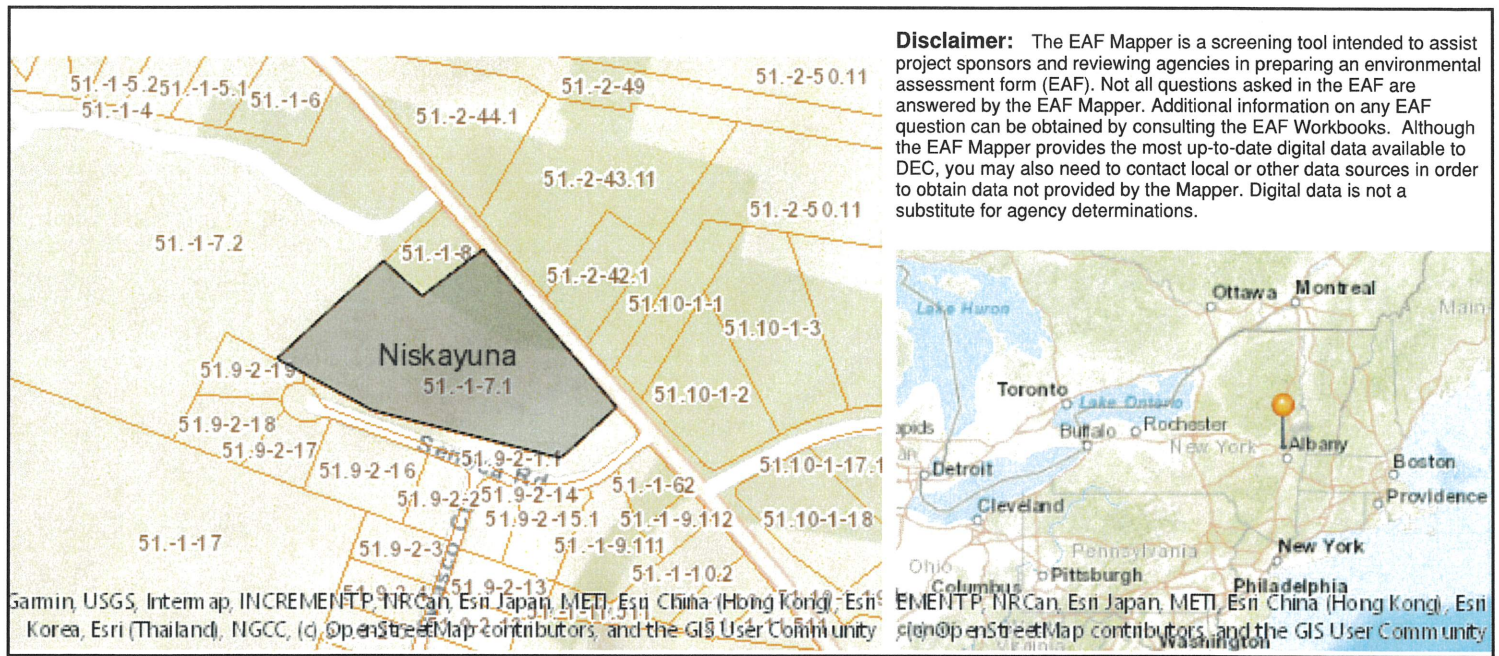 Disclaimer: The EAF Mapper is a screening tool intended to assist
project sponsors and reviewing agencies in preparing an environmental
assessment form (EAF). Not all questions asked in the EAF are
answered by the EAF Mapper. Additional information on any EAF
question can be obtained by consulting the EAF Workbooks. Although
the EAF Mapper provides the most up-to-date digital data available to
DEC, you may also need to contact local or other data sources in order
to obtain data not provided by the Mapper. Digital data is not a
substitute for agency determinations.
51.-1-5.2
51.-1-5.1
51.-1-4
51.-1-6
51.-2-49
51.-2-50.11
51.-2-44.1
51.-2-43.11
51.-2-50.11
51.-1-7.2
51.-1-8
51.-2-42.1
51.10-1-1
51.10-1-3
Niskayuna
51.-1-7.1
51.9-2-19
51.10-1-2
51.9-2-18
51.9-2-17
51.9-2-16
51.9-2-1.1
51.9-2-2
51.9-2-14
51.-1-62
51.10-1-17.1
51.9-2-15.1
51.-1-9.112
51.10-1-18
51.-1-17
51.9-2-3
51.-1-9.111
51.-1-10.2
51.9-2-13
Garmin, USGS, Intermap, INCREMENT P, NRCan, Esri Japan, METI, Esri China (Hong Kong), Esri
Korea, Esri (Thailand), NGCC, (c) OpenStreetMap contributors, and the GIS User Community
Ottawa
Montreal
Lake Huron
Toronto
Lake Ontario
Rochester
Buffalo
New York
Albany
Detroit
Boston
Providence
Cleveland
Pennsylvania
New York
Ohio
Pittsburgh
Columbus
Philadelphia
EMENT P, NRCan, Esri Japan, METI, Esri China (Hong Kong), Esri
OpenStreetMap contributors, and the GIS User Community
Washington